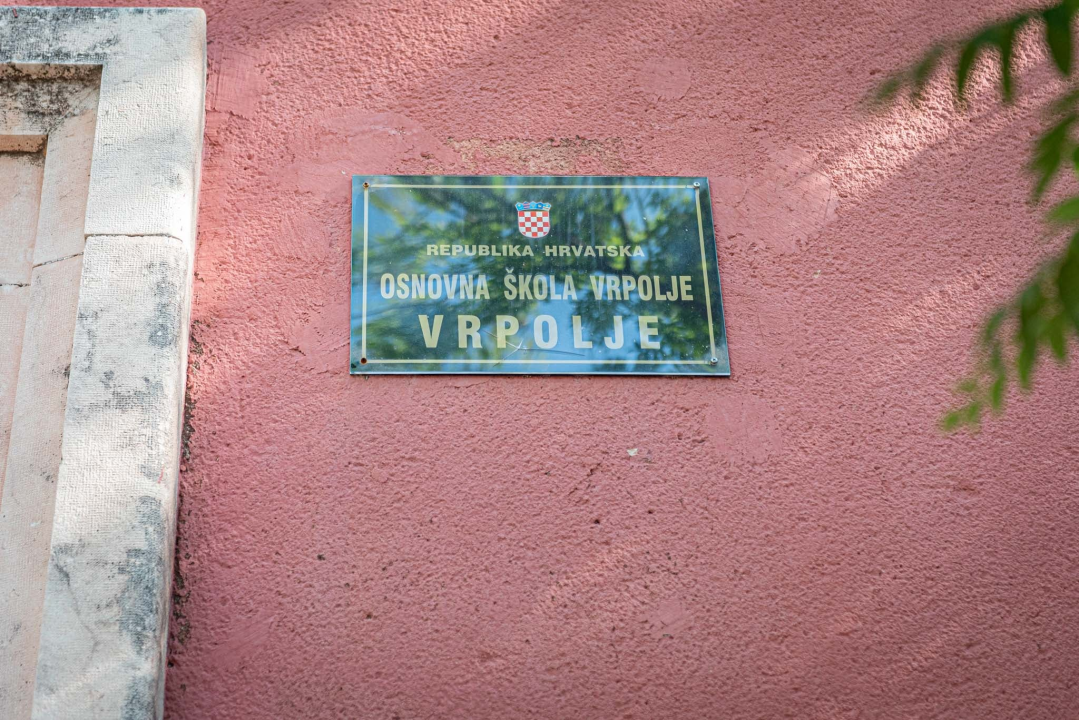 REPUBLIKA HRVATSKA
OSNOVNA ŠKOLA VRPOLJE
VRPOLJE